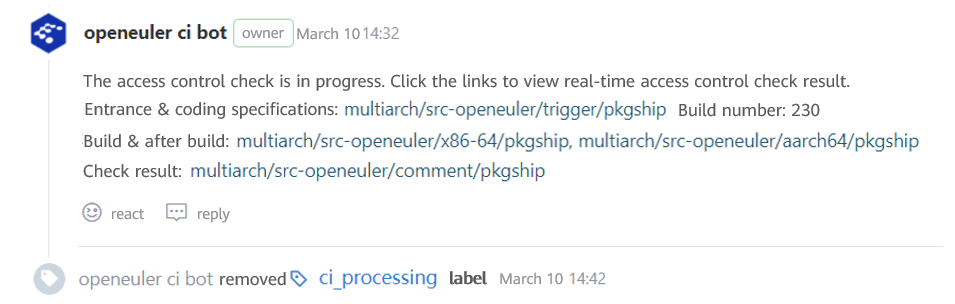 openeuler ci bot owner March 10 14:32
The access control check is in progress. Click the links to view real-time access control check result.
Entrance & coding specifications: multiarch/src-openeuler/trigger/pkgship Build number: 230
Build & after build: multiarch/src-openeuler/x86-64/pkgship, multiarch/src-openeuler/aarch64/pkgship
Check result: multiarch/src-openeuler/comment/pkgship
react reply
openeuler ci bot removed ci_processing label March 10 14:42